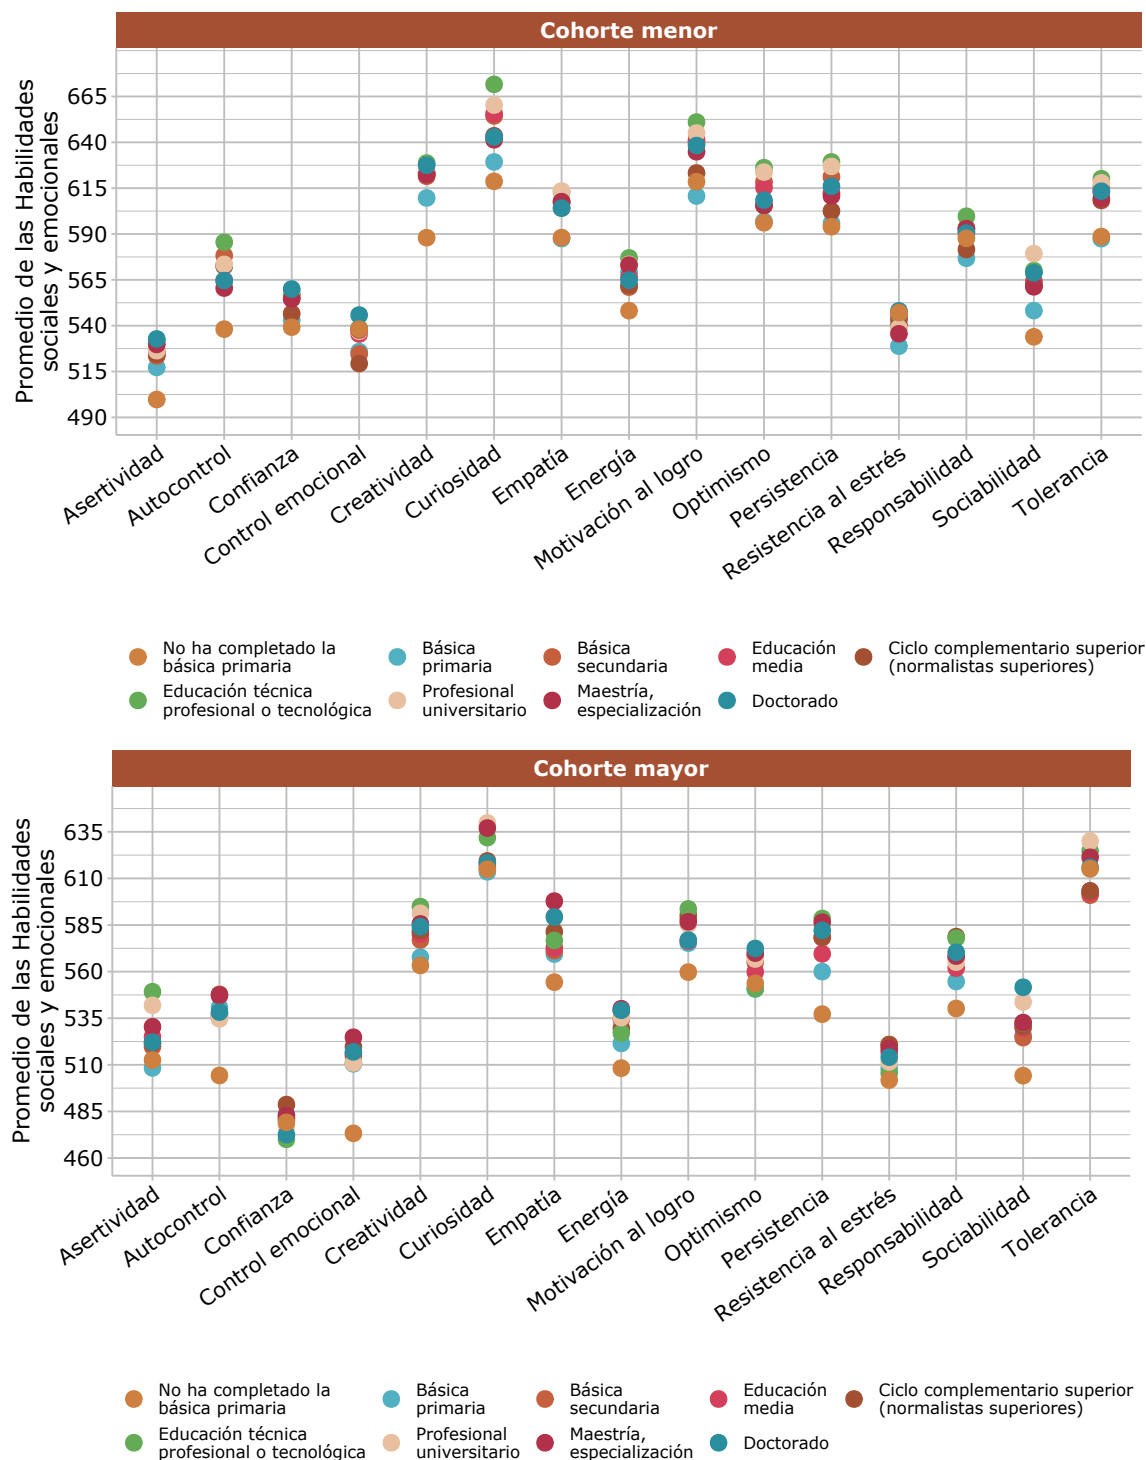 Cohorte menor
Promedio de las Habilidades
sociales y emocionales
665
640
615
590
565
540
515
490
Asertividad
Autocontrol
Confianza
Control emocional
Creatividad
Curiosidad
Empatía
Energía
Motivación al logro
Optimismo
Persistencia
Resistencia al estrés
Responsabilidad
Sociabilidad
Tolerancia
No ha completado la
básica primaria
Básica
primaria
Básica
secundaria
Educación
media
Ciclo complementario superior
(normalistas superiores)
Educación técnica
profesional o tecnológica
Profesional
universitario
Maestría,
especialización
Doctorado
Cohorte mayor
Promedio de las Habilidades
sociales y emocionales
635
610
585
560
535
510
485
460
Asertividad
Autocontrol
Confianza
Control emocional
Creatividad
Curiosidad
Empatía
Energía
Motivación al logro
Optimismo
Persistencia
Resistencia al estrés
Responsabilidad
Sociabilidad
Tolerancia
No ha completado la
básica primaria
Básica
primaria
Básica
secundaria
Educación
media
Ciclo complementario superior
(normalistas superiores)
Educación técnica
profesional o tecnológica
Profesional
universitario
Maestría,
especialización
Doctorado